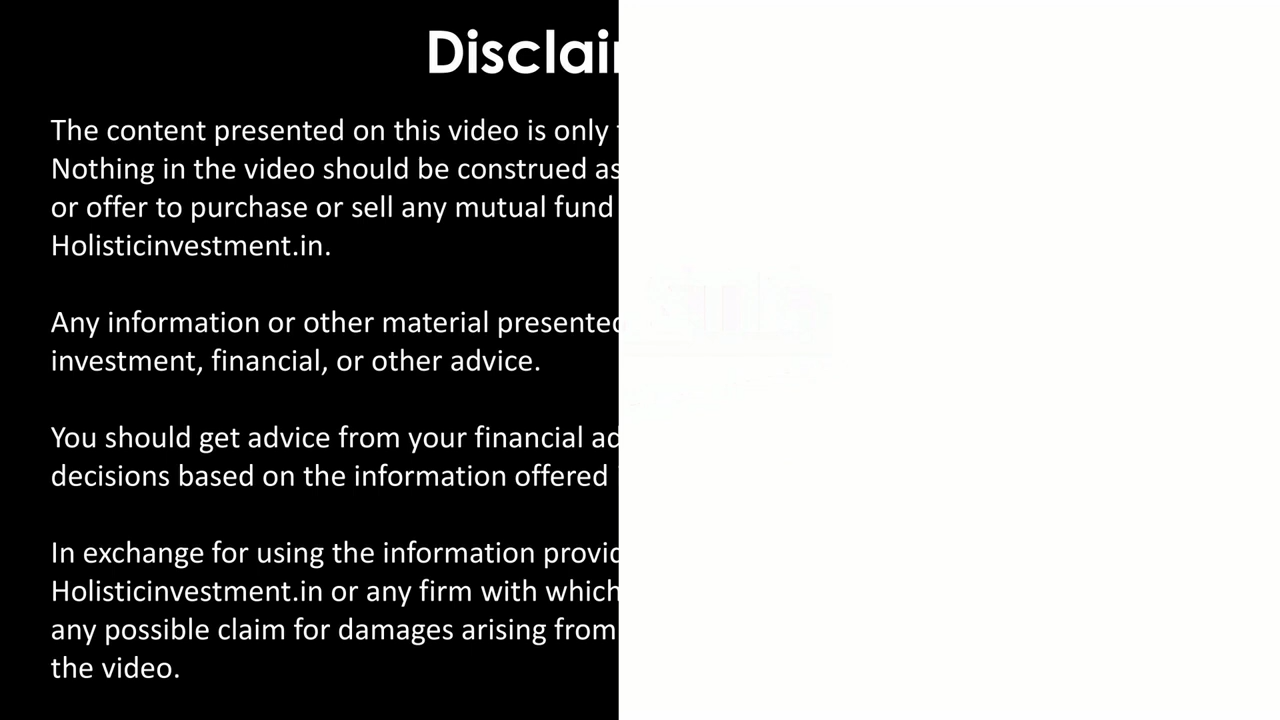 Disclai
The content presented on this video is only
Nothing in the video should be construed as
or offer to purchase or sell any mutual fund
Holisticinvestment.in.
Any information or other material presented
investment, financial, or other advice.
You should get advice from your financial ad
decisions based on the information offered
In exchange for using the information provid
Holisticinvestment.in or any firm with which
any possible claim for damages arising from
the video.